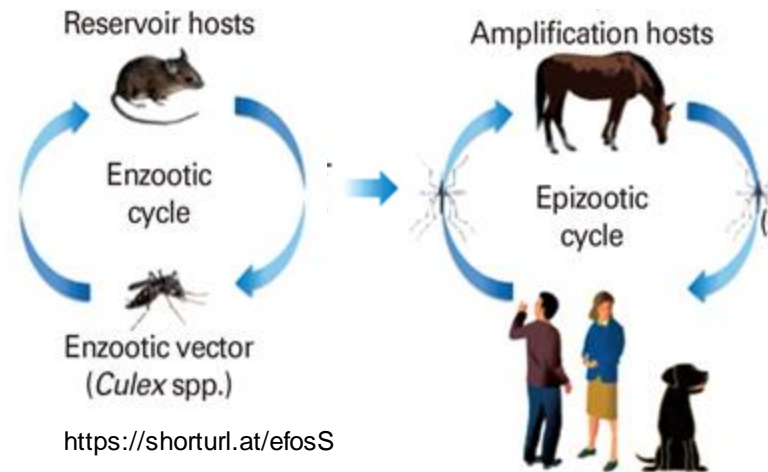 Reservoir hosts
Enzootic
cycle
Enzootic vector
(Culex spp.)
https://shorturl.at/efosS
Amplification hosts
Epizootic
cycle
(